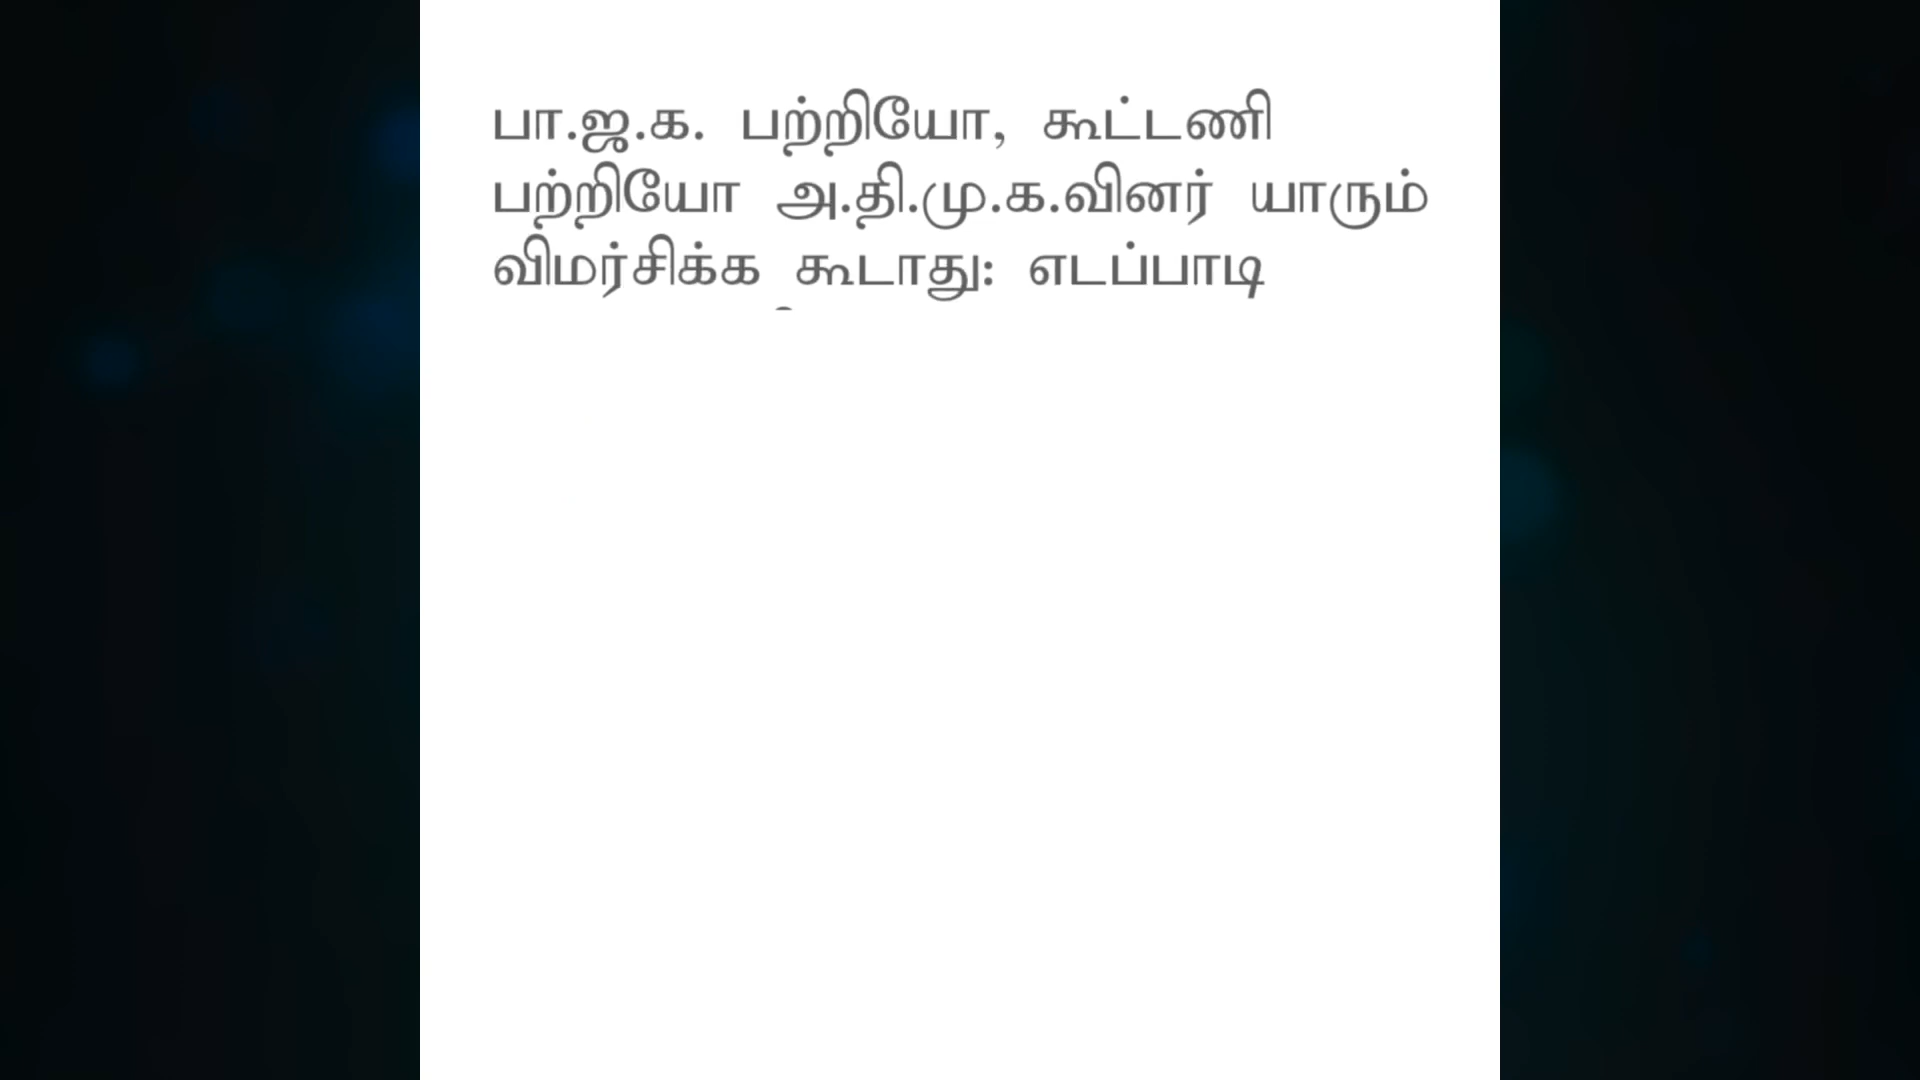 பா.ஜ.க. பற்றியோ, கூட்டணி
பற்றியோ அ.தி.மு.க.வினர் யாரும்
விமர்சிக்க கூடாது: எடப்பாடி